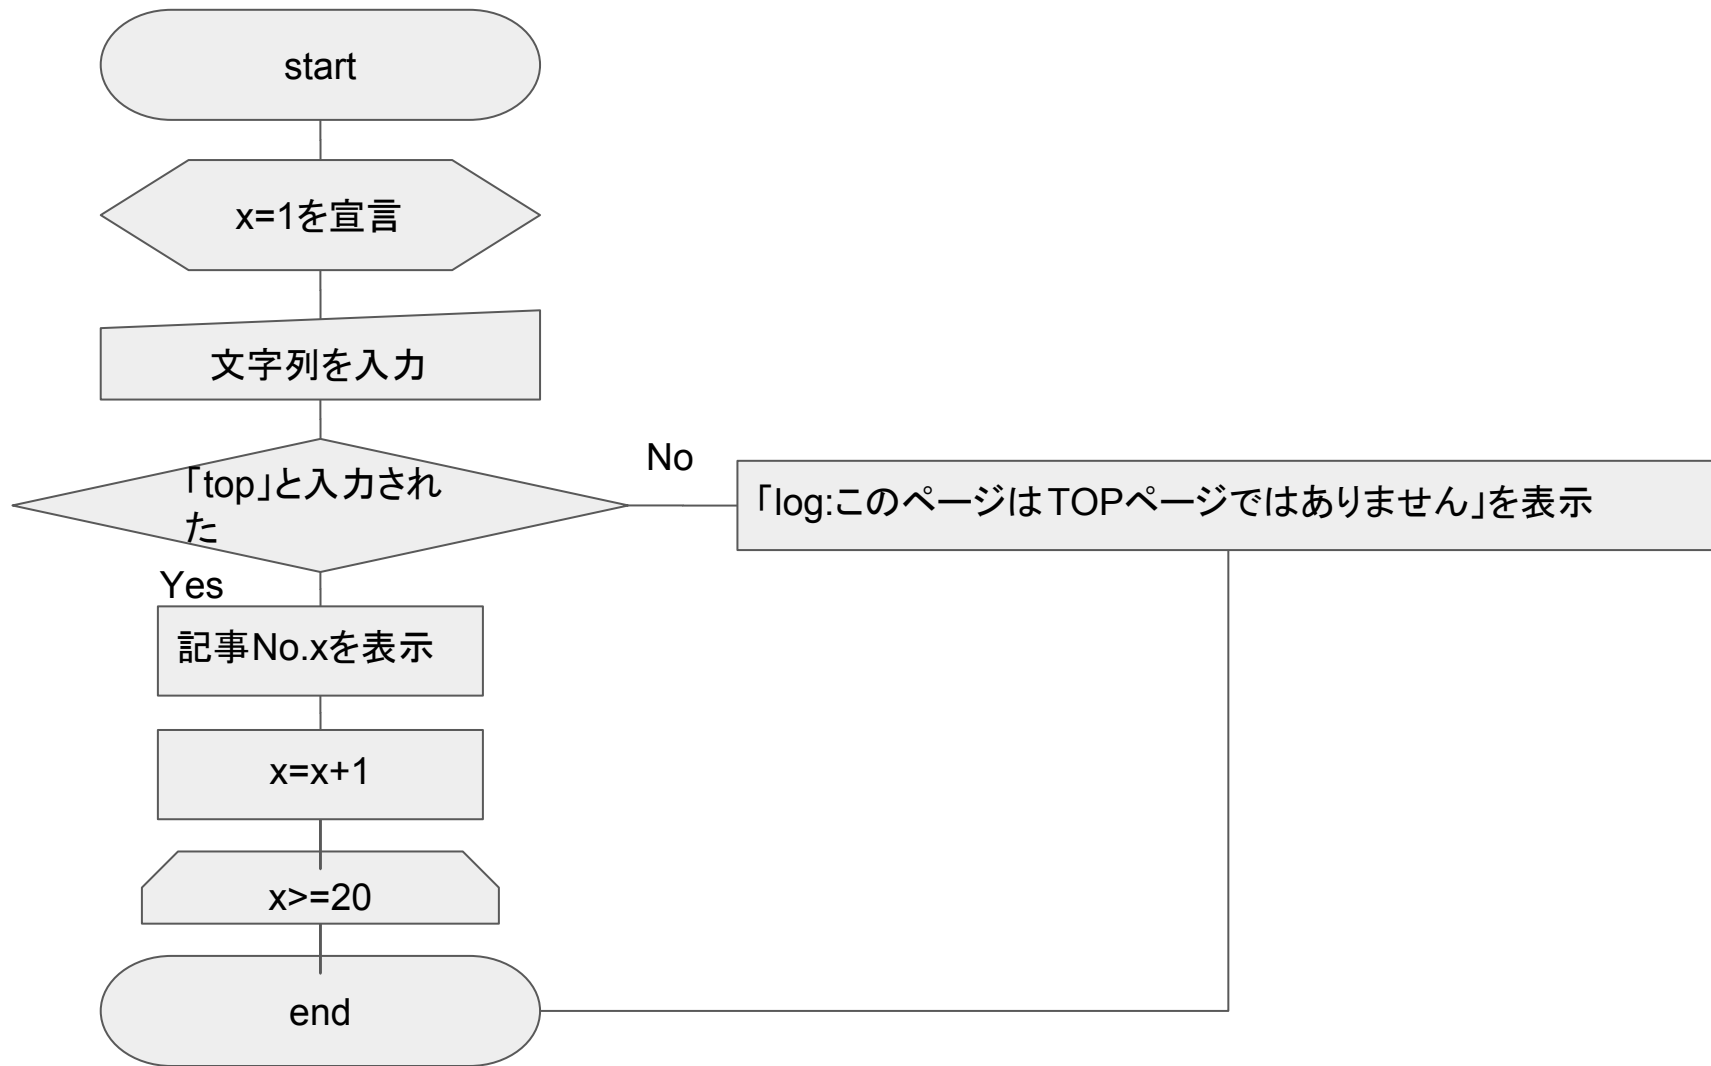 start
x=1を宣言
文字列を入力
「top」と入力され
た
No
「log:このページはTOPページではありません」を表示
Yes
記事No.xを表示
x=x+1
x>=20
end